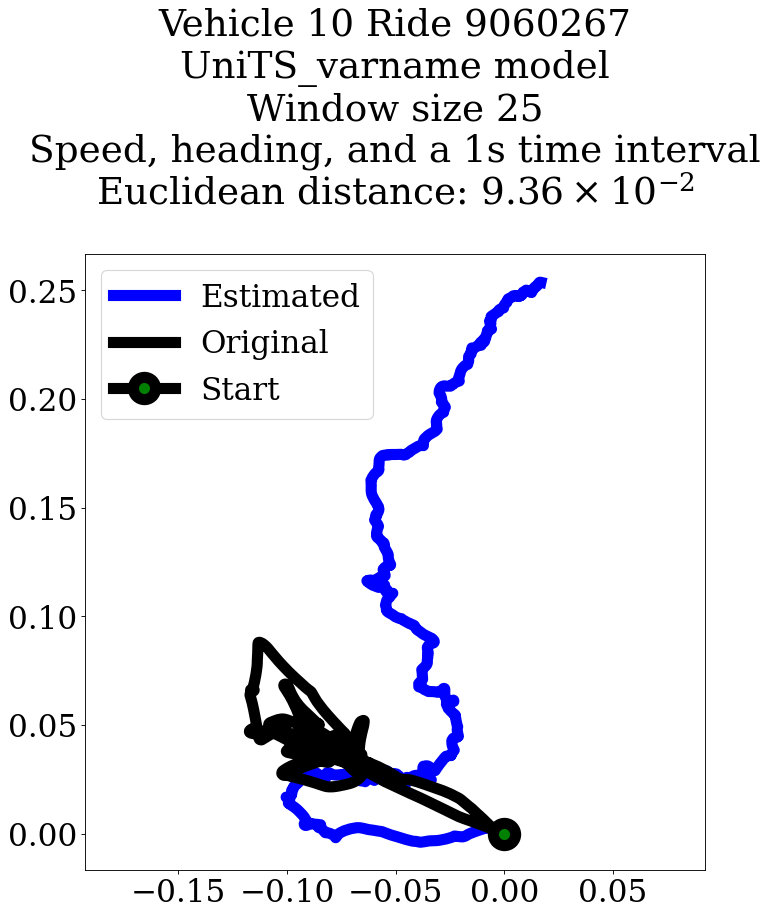 Vehicle 10 Ride 9060267
UniTS_varname model
Window size 25
Speed, heading, and a 1s time interval
Euclidean distance: 9.36 × 10⁻²
Estimated
Original
Start
0.25
0.20
0.15
0.10
0.05
0.00
−0.15 −0.10 −0.05 0.00 0.05